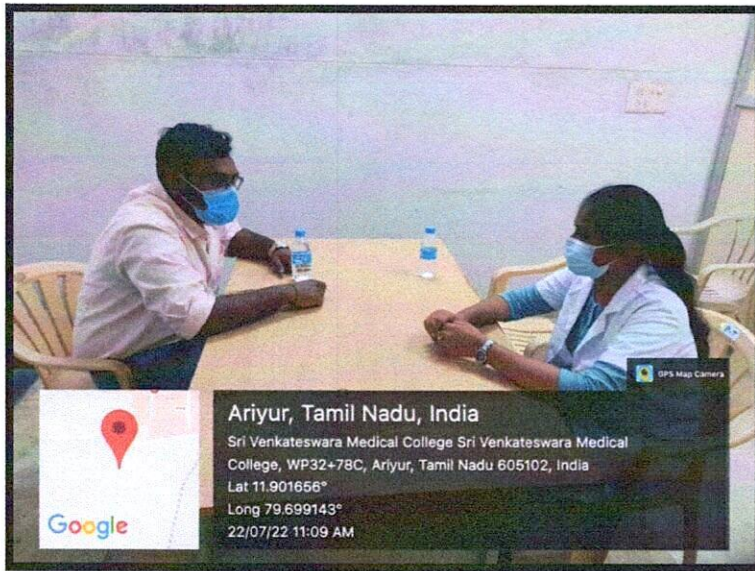 GPS Map Camera
Ariyur, Tamil Nadu, India
Sri Venkateswara Medical College Sri Venkateswara Medical
College, WP32+78C, Ariyur, Tamil Nadu 605102, India
Lat 11.901656°
Long 79.699143°
22/07/22 11:09 AM
Google